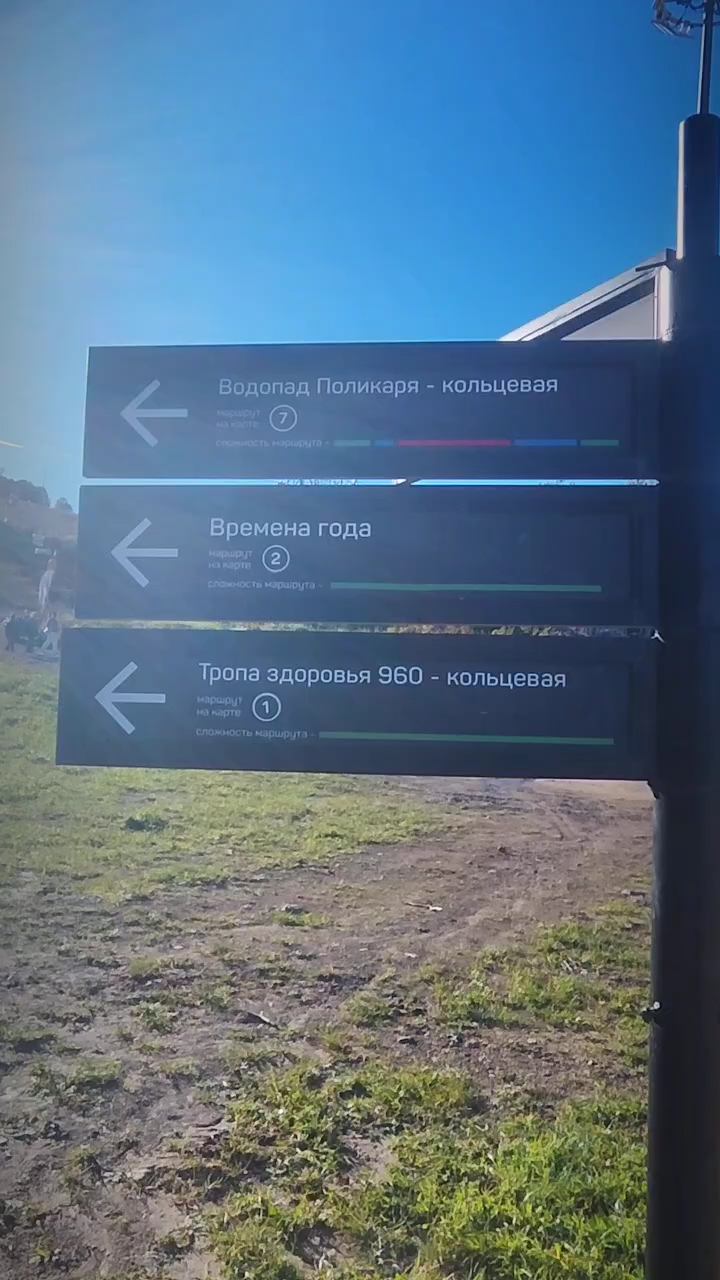 Водопад Поликаря - кольцевая
маршрут
на карте 7
сложность маршрута -
Времена года
маршрут
на карте 2
сложность маршрута -
Тропа здоровья 960 - кольцевая
маршрут
на карте 1
сложность маршрута -